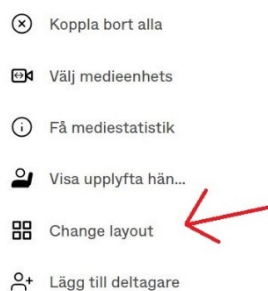 Koppla bort alla
Välj medieenhets
Få mediestatistik
Visa upplyfta hän...
Change layout
Lägg till deltagare